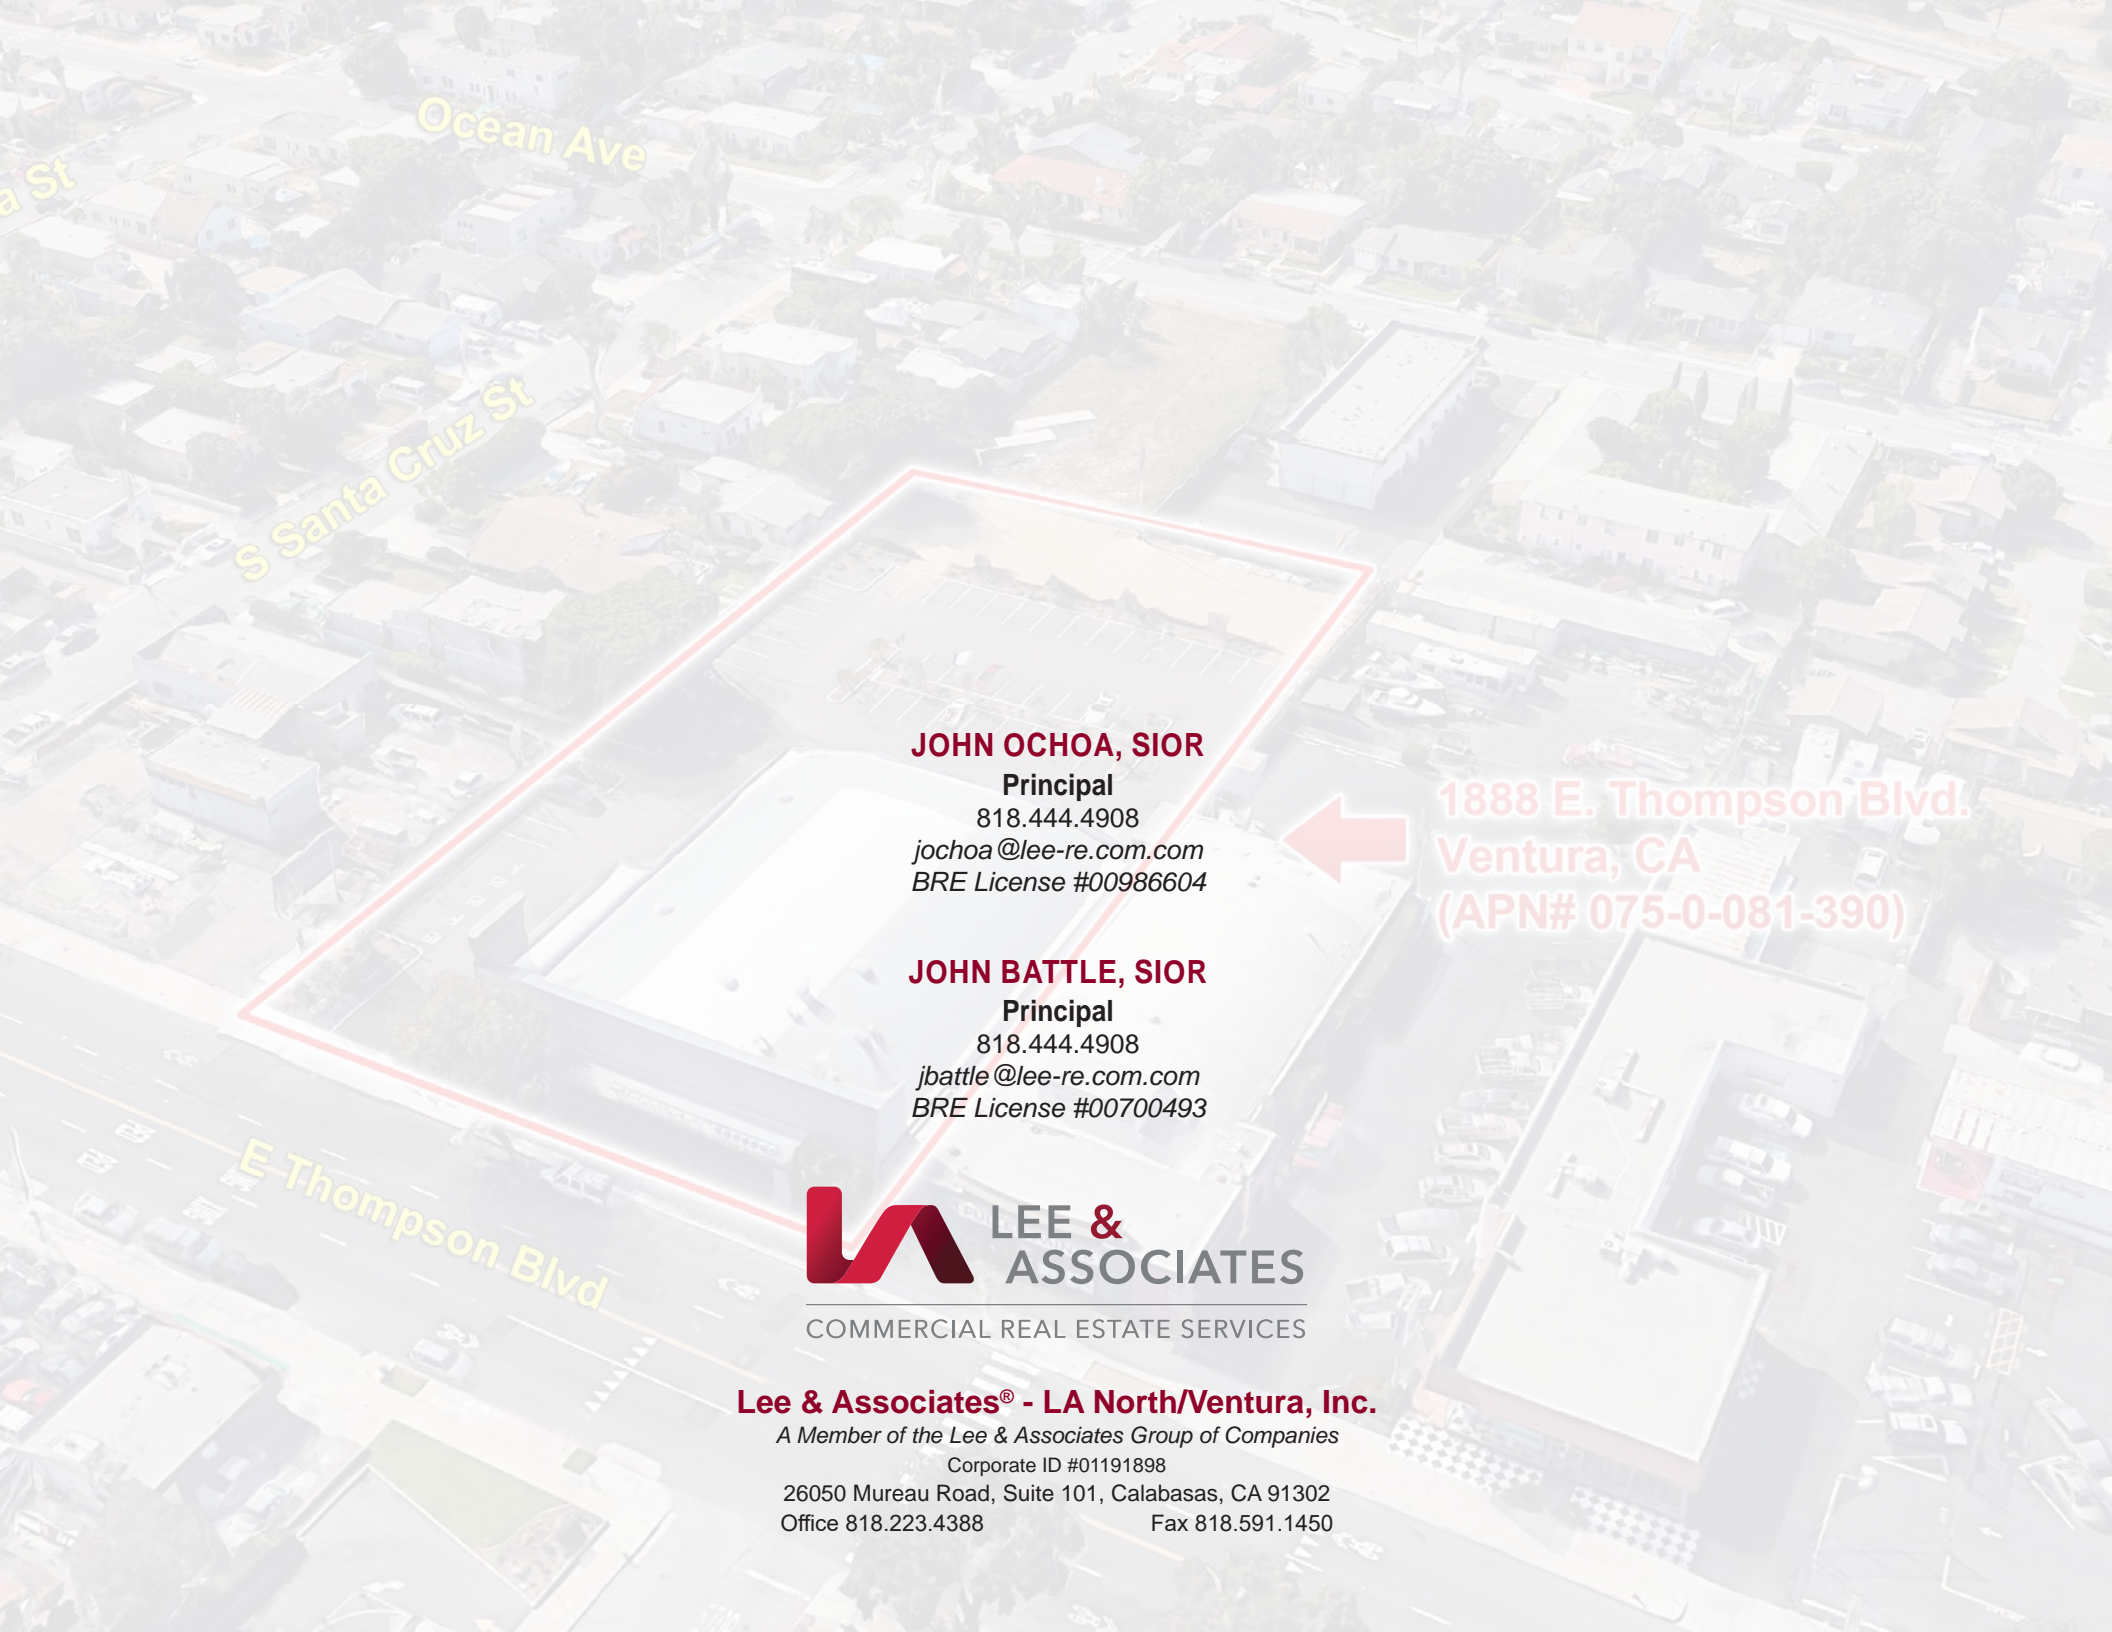 Ocean Ave
a St
S Santa Cruz St
JOHN OCHOA, SIOR
Principal
818.444.4908
jochoa@lee-re.com.com
BRE License #00986604
1888 E. Thompson Blvd.
Ventura, CA
(APN# 075-0-081-390)
JOHN BATTLE, SIOR
Principal
818.444.4908
jbattle@lee-re.com.com
BRE License #00700493
E Thompson Blvd
LEE &
ASSOCIATES
COMMERCIAL REAL ESTATE SERVICES
Lee & Associates® - LA North/Ventura, Inc.
A Member of the Lee & Associates Group of Companies
Corporate ID #01191898
26050 Mureau Road, Suite 101, Calabasas, CA 91302
Office 818.223.4388 Fax 818.591.1450